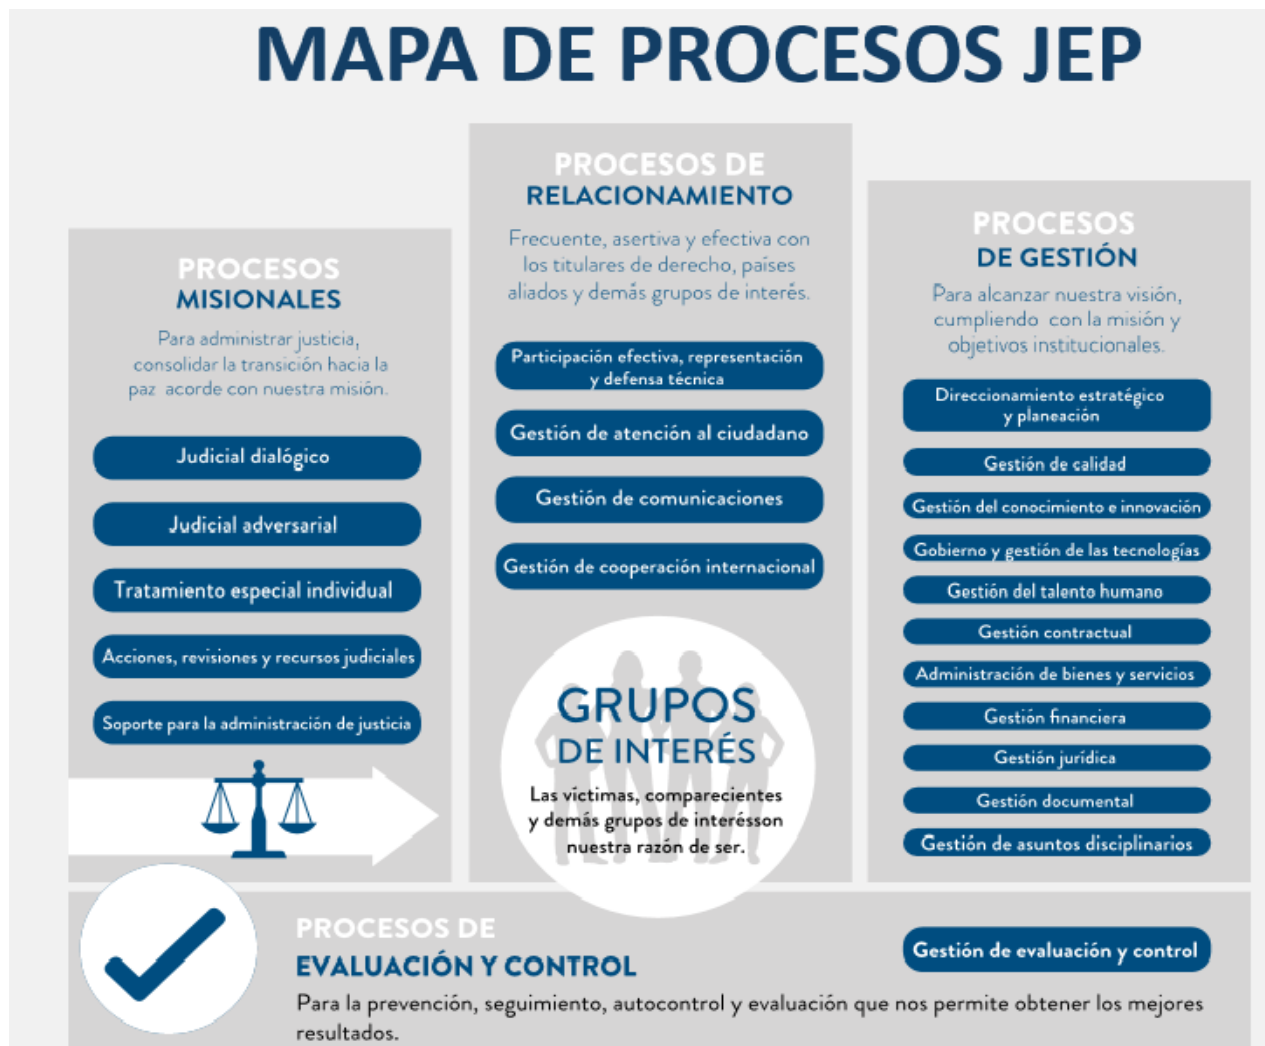 MAPA DE PROCESOS JEP
PROCESOS
MISIONALES
Para administrar justicia,
consolidar la transición hacia la
paz acorde con nuestra misión.
Judicial dialógico
Judicial adversarial
Tratamiento especial individual
Acciones, revisiones y recursos judiciales
Soporte para la administración de justicia
PROCESOS DE
RELACIONAMIENTO
Frecuente, asertiva y efectiva con
los titulares de derecho, países
aliados y demás grupos de interés.
Participación efectiva, representación
y defensa técnica
Gestión de atención al ciudadano
Gestión de comunicaciones
Gestión de cooperación internacional
GRUPOS
DE INTERÉS
Las víctimas, comparecientes
y demás grupos de interésson
nuestra razón de ser.
PROCESOS
DE GESTIÓN
Para alcanzar nuestra visión,
cumpliendo con la misión y
objetivos institucionales.
Direccionamiento estratégico
y planeación
Gestión de calidad
Gestión del conocimiento e innovación
Gobierno y gestión de las tecnologías
Gestión del talento humano
Gestión contractual
Administración de bienes y servicios
Gestión financiera
Gestión jurídica
Gestión documental
Gestión de asuntos disciplinarios
PROCESOS DE
EVALUACIÓN Y CONTROL
Para la prevención, seguimiento, autocontrol y evaluación que nos permite obtener los mejores
resultados.
Gestión de evaluación y control